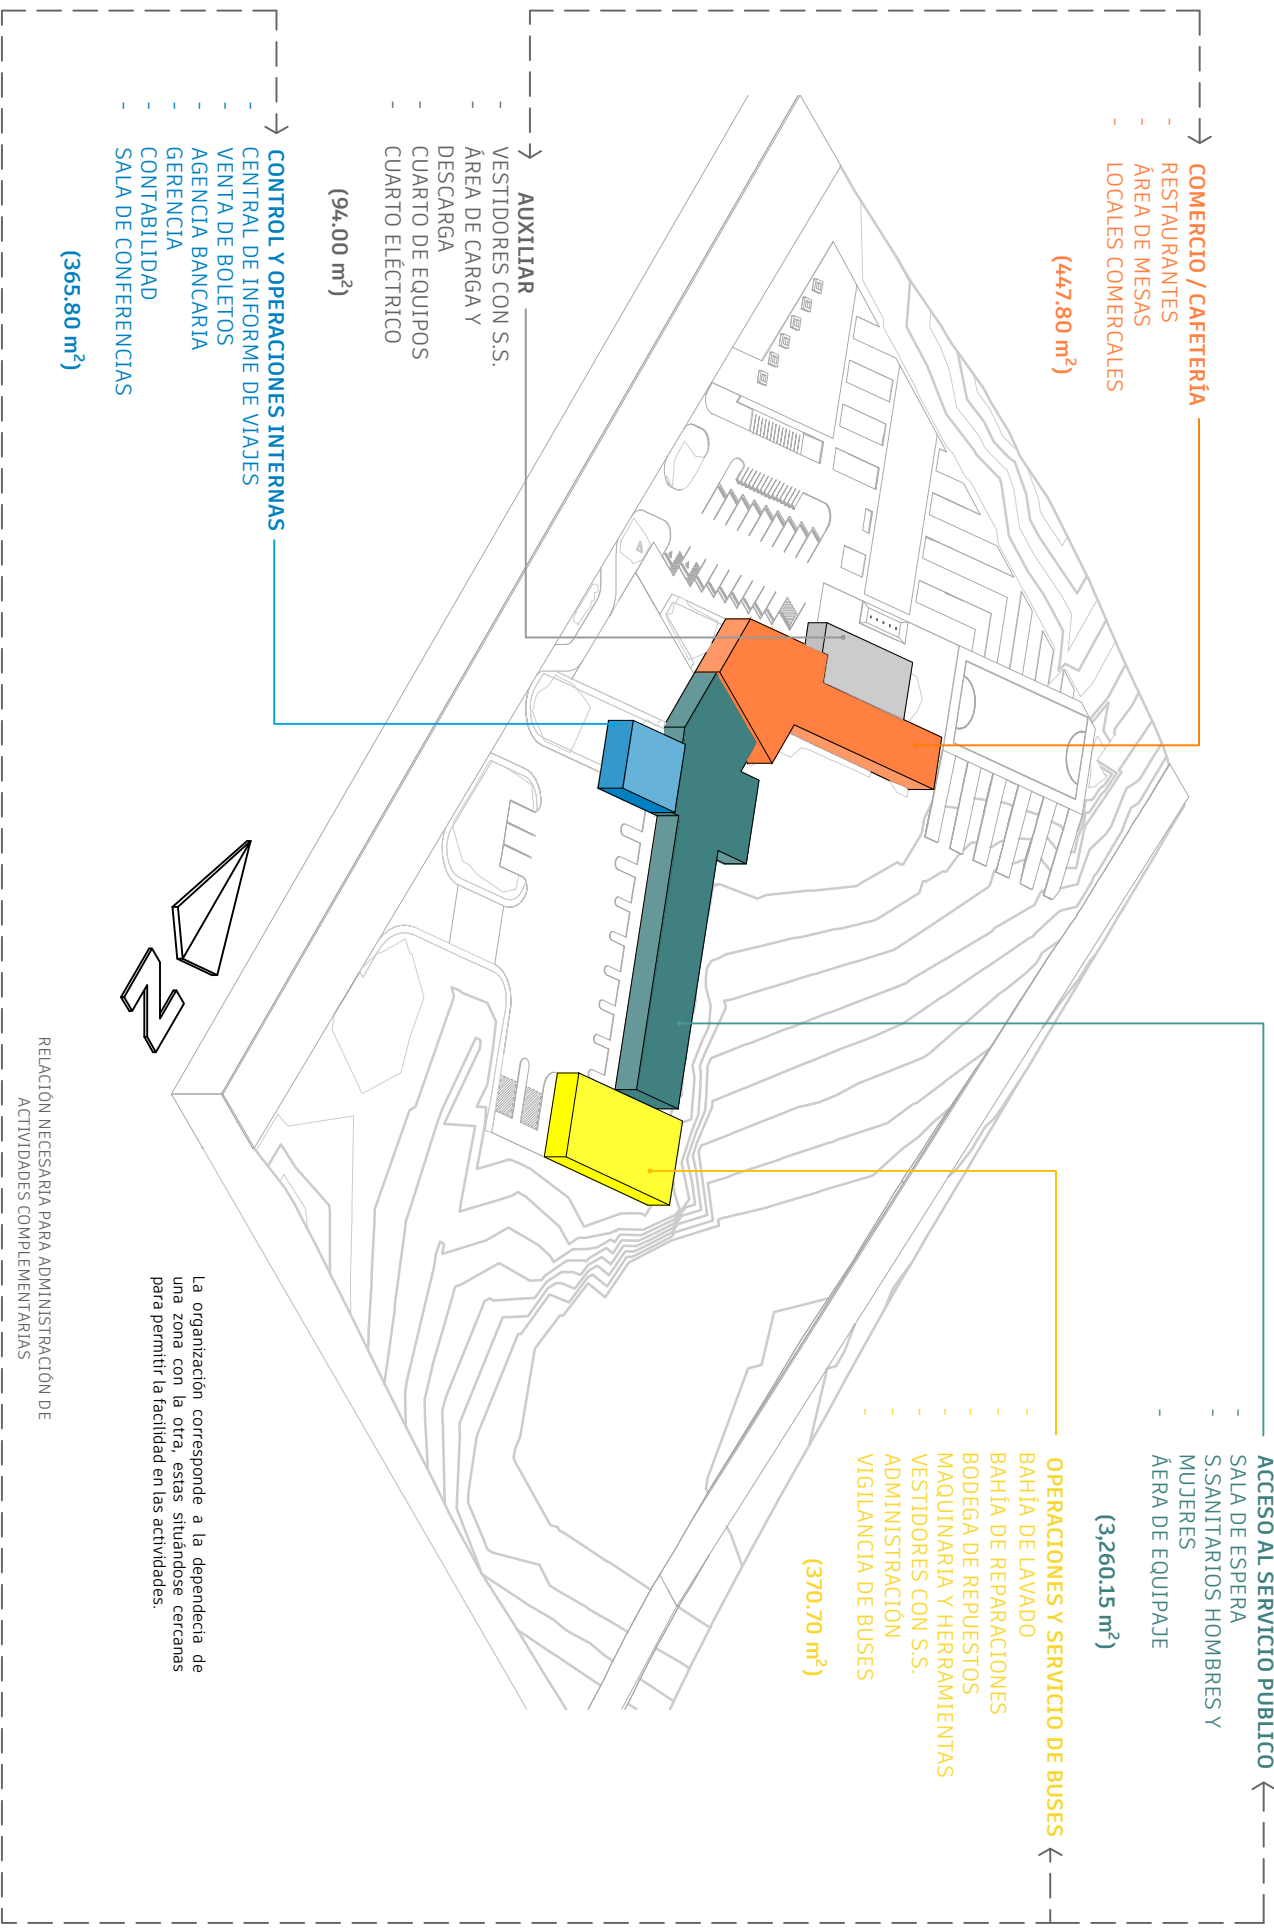 ACCESO AL SERVICIO PUBLICO
- SALA DE ESPERA
- S.SANITARIOS HOMBRES Y
MUJERES
- ÁERA DE EQUIPAJE
(3,260.15 m²)
COMERCIO / CAFETERÍA
- RESTAURANTES
- ÁREA DE MESAS
- LOCALES COMERCALES
(447.80 m²)
OPERACIONES Y SERVICIO DE BUSES
- BAHÍA DE LAVADO
- BAHÍA DE REPARACIONES
- BODEGA DE REPUESTOS
- MAQUINARIA Y HERRAMIENTAS
- VESTIDORES CON S.S.
- ADMINISTRACIÓN
- VIGILANCIA DE BUSES
(370.70 m²)
AUXILIAR
- VESTIDORES CON S.S.
- ÁREA DE CARGA Y
DESCARGA
- CUARTO DE EQUIPOS
- CUARTO ELÉCTRICO
(94.00 m²)
CONTROL Y OPERACIONES INTERNAS
- CENTRAL DE INFORME DE VIAJES
- VENTA DE BOLETOS
- AGENCIA BANCARIA
- GERENCIA
- CONTABILIDAD
- SALA DE CONFERENCIAS
(365.80 m²)
N
La organización corresponde a la dependecia de
una zona con la otra, estas situándose cercanas
para permitir la facilidad en las actividades.
RELACIÓN NECESARIA PARA ADMINISTRACIÓN DE
ACTIVIDADES COMPLEMENTARIAS